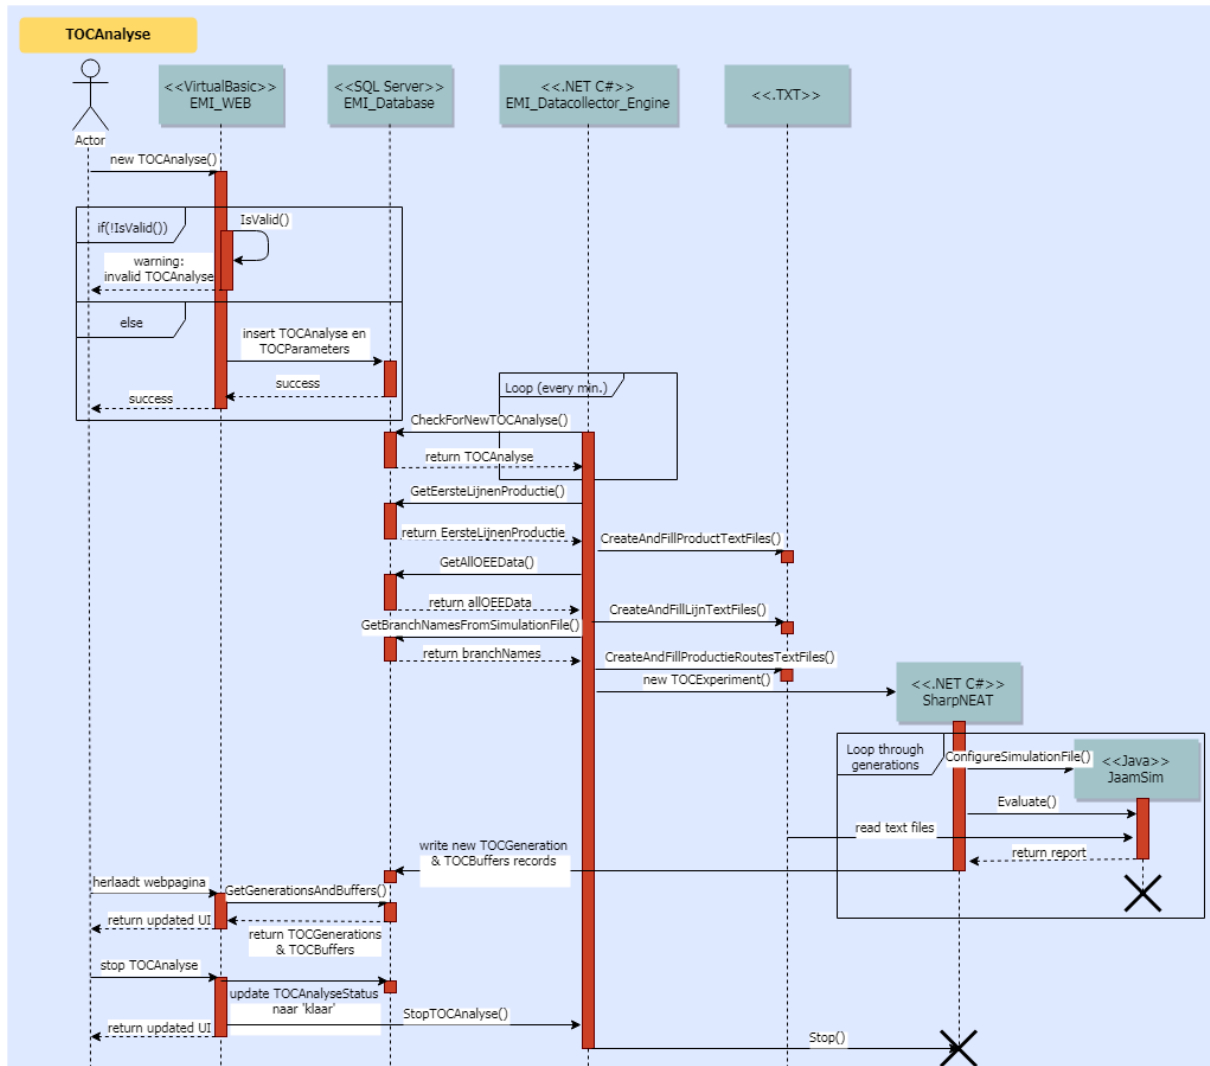 TOCAnalyse
<<VirtualBasic>>
EMI_WEB
<<SQL Server>>
EMI_Database
<<.NET C#>>
EMI_Datacollector_Engine
<<.TXT>>
Actor
new TOCAnalyse()
IsValid()
if(!IsValid())
warning:
invalid TOCAnalyse
else
insert TOCAnalyse en
TOCParameters
success
success
Loop (every min.)
CheckForNewTOCAnalyse()
return TOCAnalyse
GetEersteLijnenProductie()
return EersteLijnenProductie
CreateAndFillProductTextFiles()
GetAllOEEData()
return allOEEData
CreateAndFillLijnTextFiles()
GetBranchNamesFromSimulationFile()
return branchNames
CreateAndFillProductieRoutesTextFiles()
new TOCExperiment()
<<.NET C#>>
SharpNEAT
Loop through
generations
ConfigureSimulationFile()
<<Java>>
JaamSim
Evaluate()
read text files
return report
write new TOCGeneration
& TOCBuffers records
herlaadt webpagina
GetGenerationsAndBuffers()
return updated UI
return TOCGenerations
& TOCBuffers
stop TOCAnalyse
update TOCAnalyseStatus
naar 'klaar'
StopTOCAnalyse()
return updated UI
Stop()